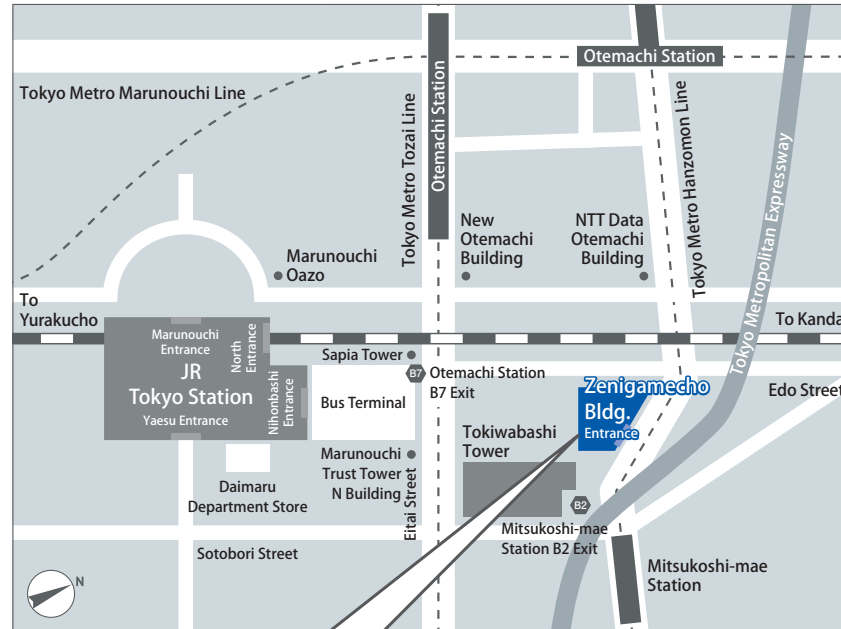 Otemachi Station
Tokyo Metro Marunouchi Line
Tokyo Metro Tozai Line
Otemachi Station
Tokyo Metro Hanzomon Line
Tokyo Metropolitan Expressway
Marunouchi
Oazo
New
Otemachi
Building
NTT Data
Otemachi
Building
To
Yurakucho
To Kanda
Marunouchi
Entrance
North
Entrance
JR
Tokyo Station
Yaesu Entrance
Nihonbashi
Entrance
Sapia Tower
Bus Terminal
B7
Otemachi Station
B7 Exit
Zenigamecho
Bldg.
Entrance
Edo Street
Marunouchi
Trust Tower
N Building
Tokiwabashi
Tower
Daimaru
Department Store
Eitai Street
B2
Mitsukoshi-mae
Station B2 Exit
Sotobori Street
Mitsukoshi-mae
Station
N